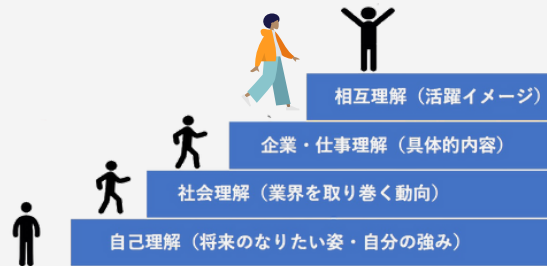 相互理解（活躍イメージ）
企業・仕事理解（具体的内容）
社会理解（業界を取り巻く動向）
自己理解（将来のなりたい姿・自分の強み）